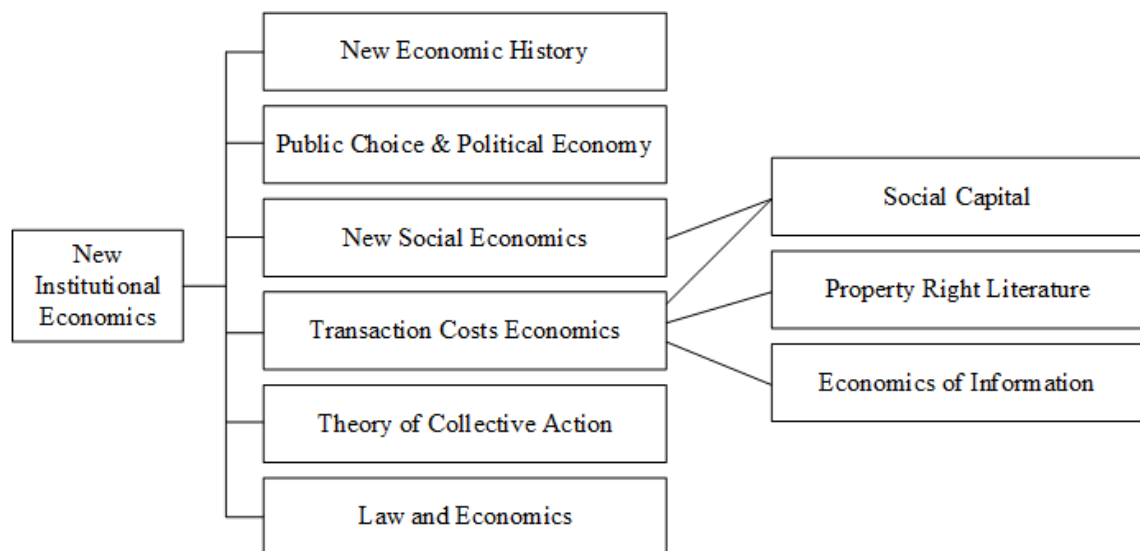 New Economic History
Public Choice & Political Economy
New Social Economics
Transaction Costs Economics
Theory of Collective Action
Law and Economics
New
Institutional
Economics
Social Capital
Property Right Literature
Economics of Information